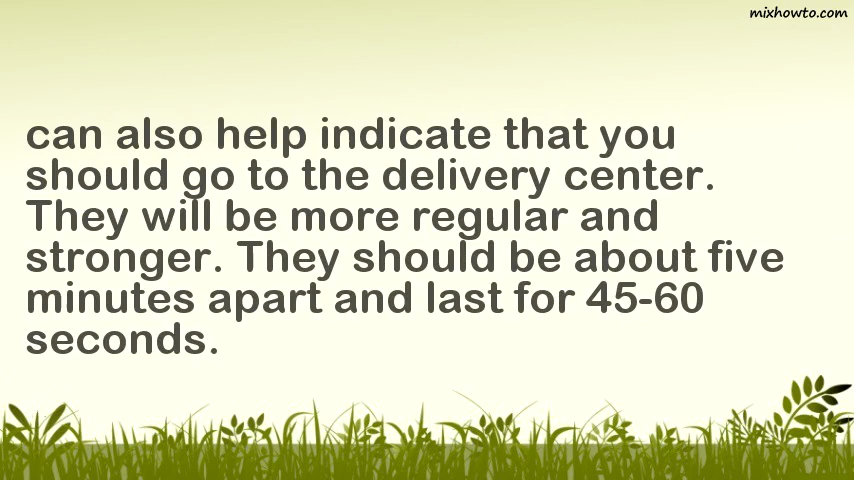 mixhowto.com
can also help indicate that you
should go to the delivery center.
They will be more regular and
stronger. They should be about five
minutes apart and last for 45-60
seconds.